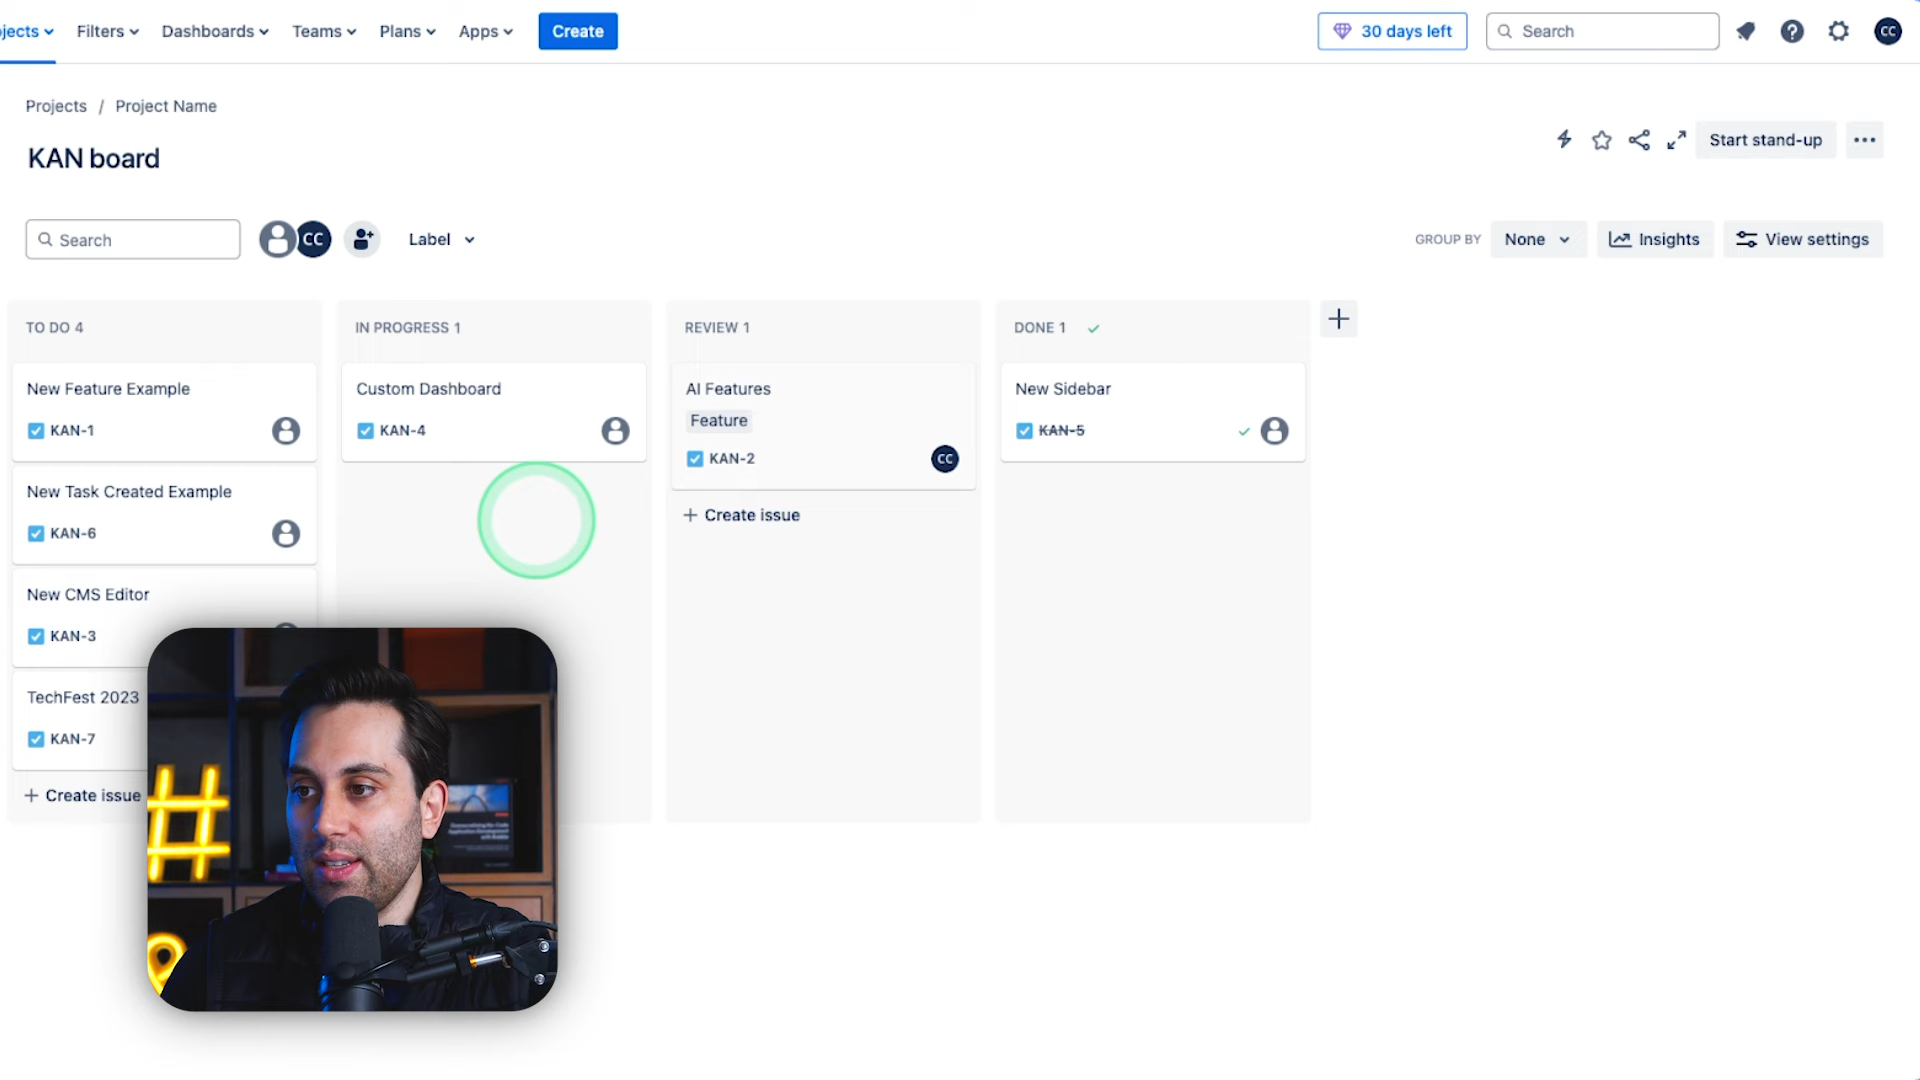 jects Filters Dashboards Teams Plans Apps Create 30 days left Search CC
Projects / Project Name
KAN board
Start stand-up
Search CC Label GROUP BY None Insights View settings
TO DO 4
New Feature Example
KAN-1
New Task Created Example
KAN-6
New CMS Editor
KAN-3
TechFest 2023
KAN-7
+ Create issue
IN PROGRESS 1
Custom Dashboard
KAN-4
REVIEW 1
AI Features
Feature
KAN-2 CC
+ Create issue
DONE 1
New Sidebar
KAN-5
#